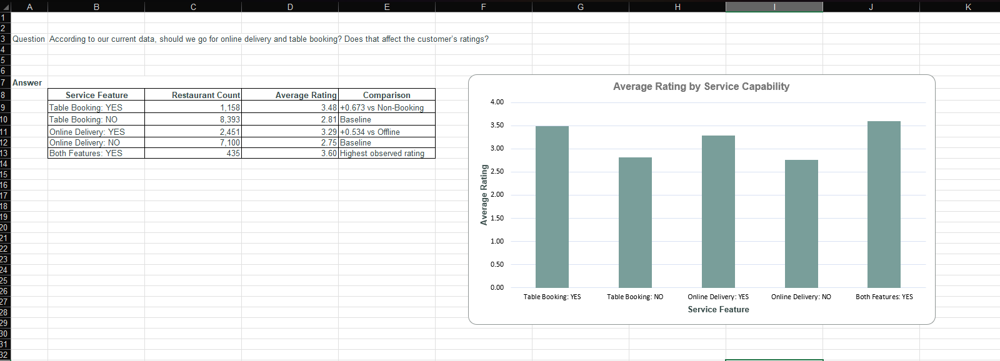 A B C D E F G H I J K
1
2
3 Question According to our current data, should we go for online delivery and table booking? Does that affect the customer's ratings?
4
5
6
7 Answer
8 Service Feature Restaurant Count Average Rating Comparison
9 Table Booking: YES 1,158 3.48 +0.673 vs Non-Booking
10 Table Booking: NO 8,393 2.81 Baseline
11 Online Delivery: YES 2,451 3.29 +0.534 vs Offline
12 Online Delivery: NO 7,100 2.75 Baseline
13 Both Features: YES 435 3.60 Highest observed rating
14
15
16
17
18
19
20
21
22
23
24
25
26
27
28
29
30
31
32
Average Rating by Service Capability
4.00
3.50
3.00
2.50
2.00
1.50
1.00
0.50
0.00
Average Rating
Table Booking: YES Table Booking: NO Online Delivery: YES Online Delivery: NO Both Features: YES
Service Feature